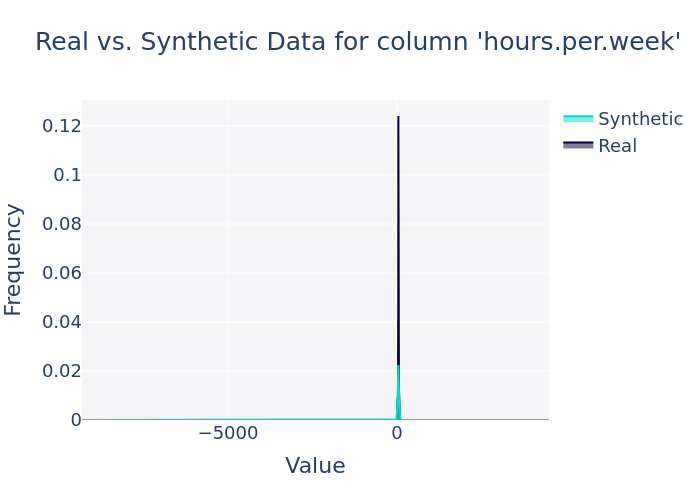 Real vs. Synthetic Data for column 'hours.per.week'
Synthetic
Real
0.12
0.1
0.08
0.06
0.04
0.02
0
Frequency
−5000
0
Value